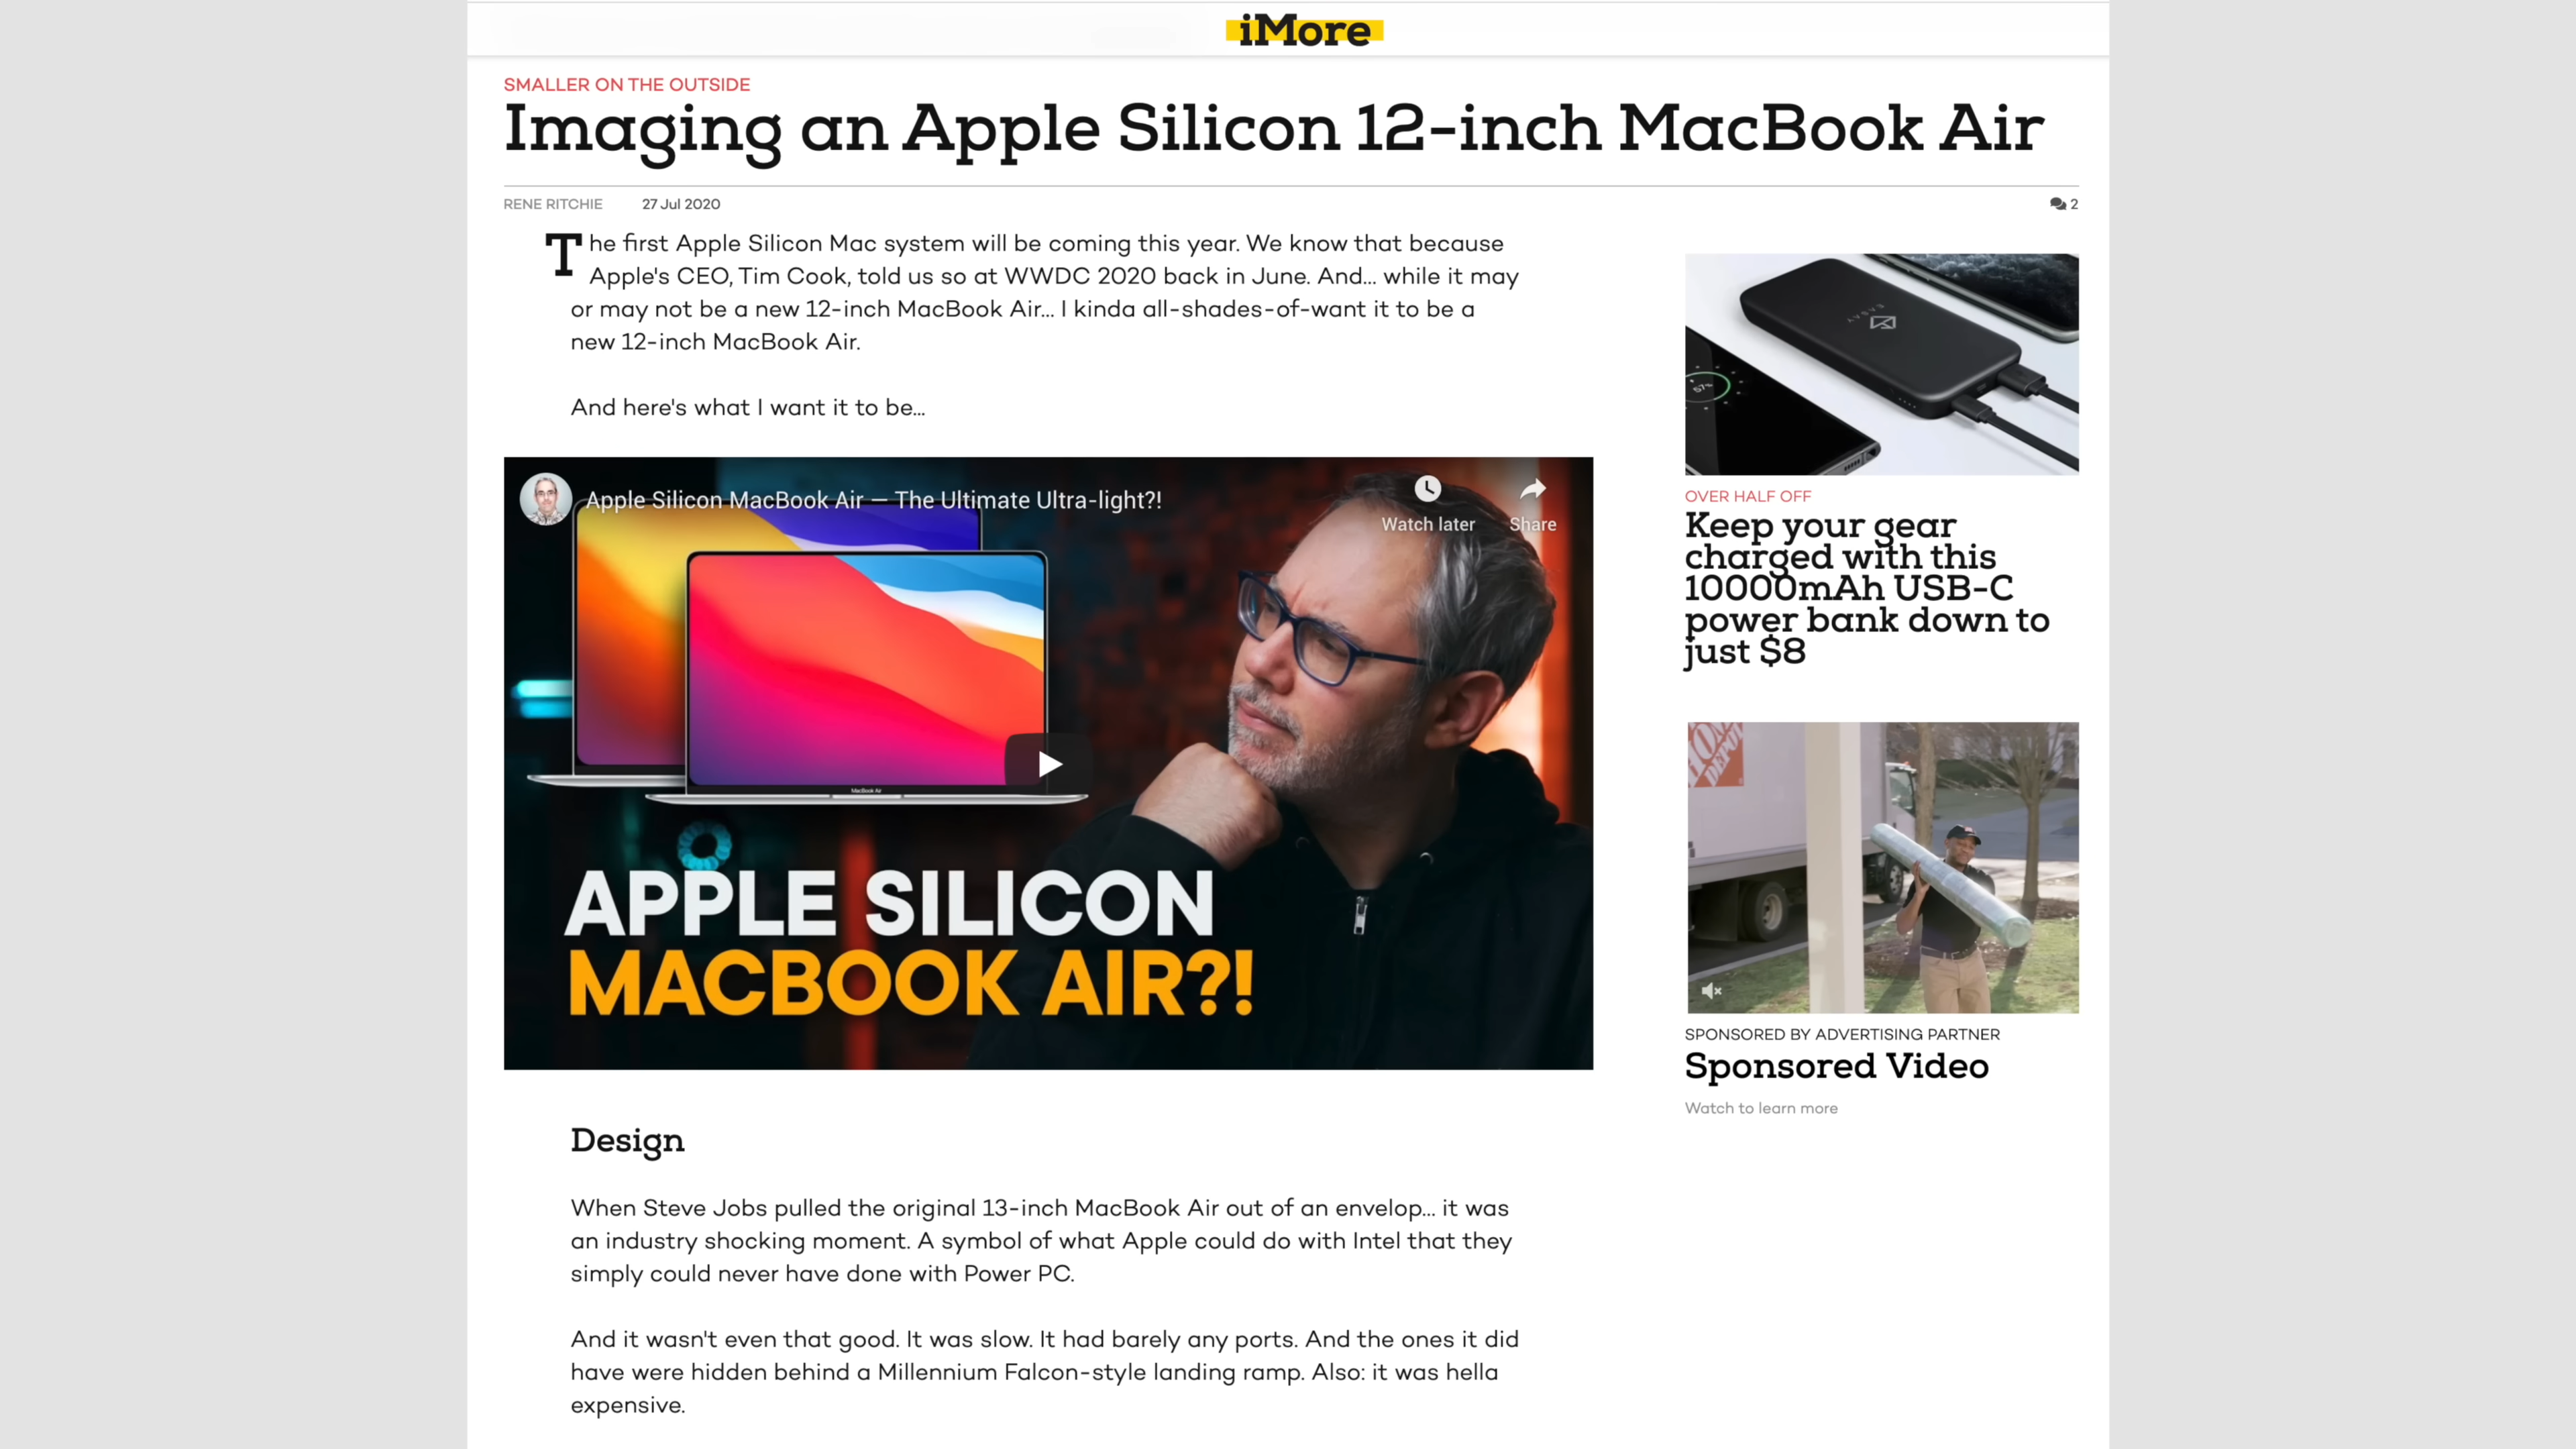 iMore
SMALLER ON THE OUTSIDE
Imaging an Apple Silicon 12-inch MacBook Air
RENE RITCHIE 27 Jul 2020 2
The first Apple Silicon Mac system will be coming this year. We know that because
Apple's CEO, Tim Cook, told us so at WWDC 2020 back in June. And... while it may
or may not be a new 12-inch MacBook Air... I kinda all-shades-of-want it to be a
new 12-inch MacBook Air.
And here's what I want it to be...
Apple Silicon MacBook Air — The Ultimate Ultra-light?!
Watch later Share
MacBook Air
APPLE SILICON
MACBOOK AIR?!
Design
When Steve Jobs pulled the original 13-inch MacBook Air out of an envelop... it was
an industry shocking moment. A symbol of what Apple could do with Intel that they
simply could never have done with Power PC.
And it wasn't even that good. It was slow. It had barely any ports. And the ones it did
have were hidden behind a Millennium Falcon-style landing ramp. Also: it was hella
expensive.
57%
OVER HALF OFF
Keep your gear
charged with this
10000mAh USB-C
power bank down to
just $8
DEPOT
SPONSORED BY ADVERTISING PARTNER
Sponsored Video
Watch to learn more